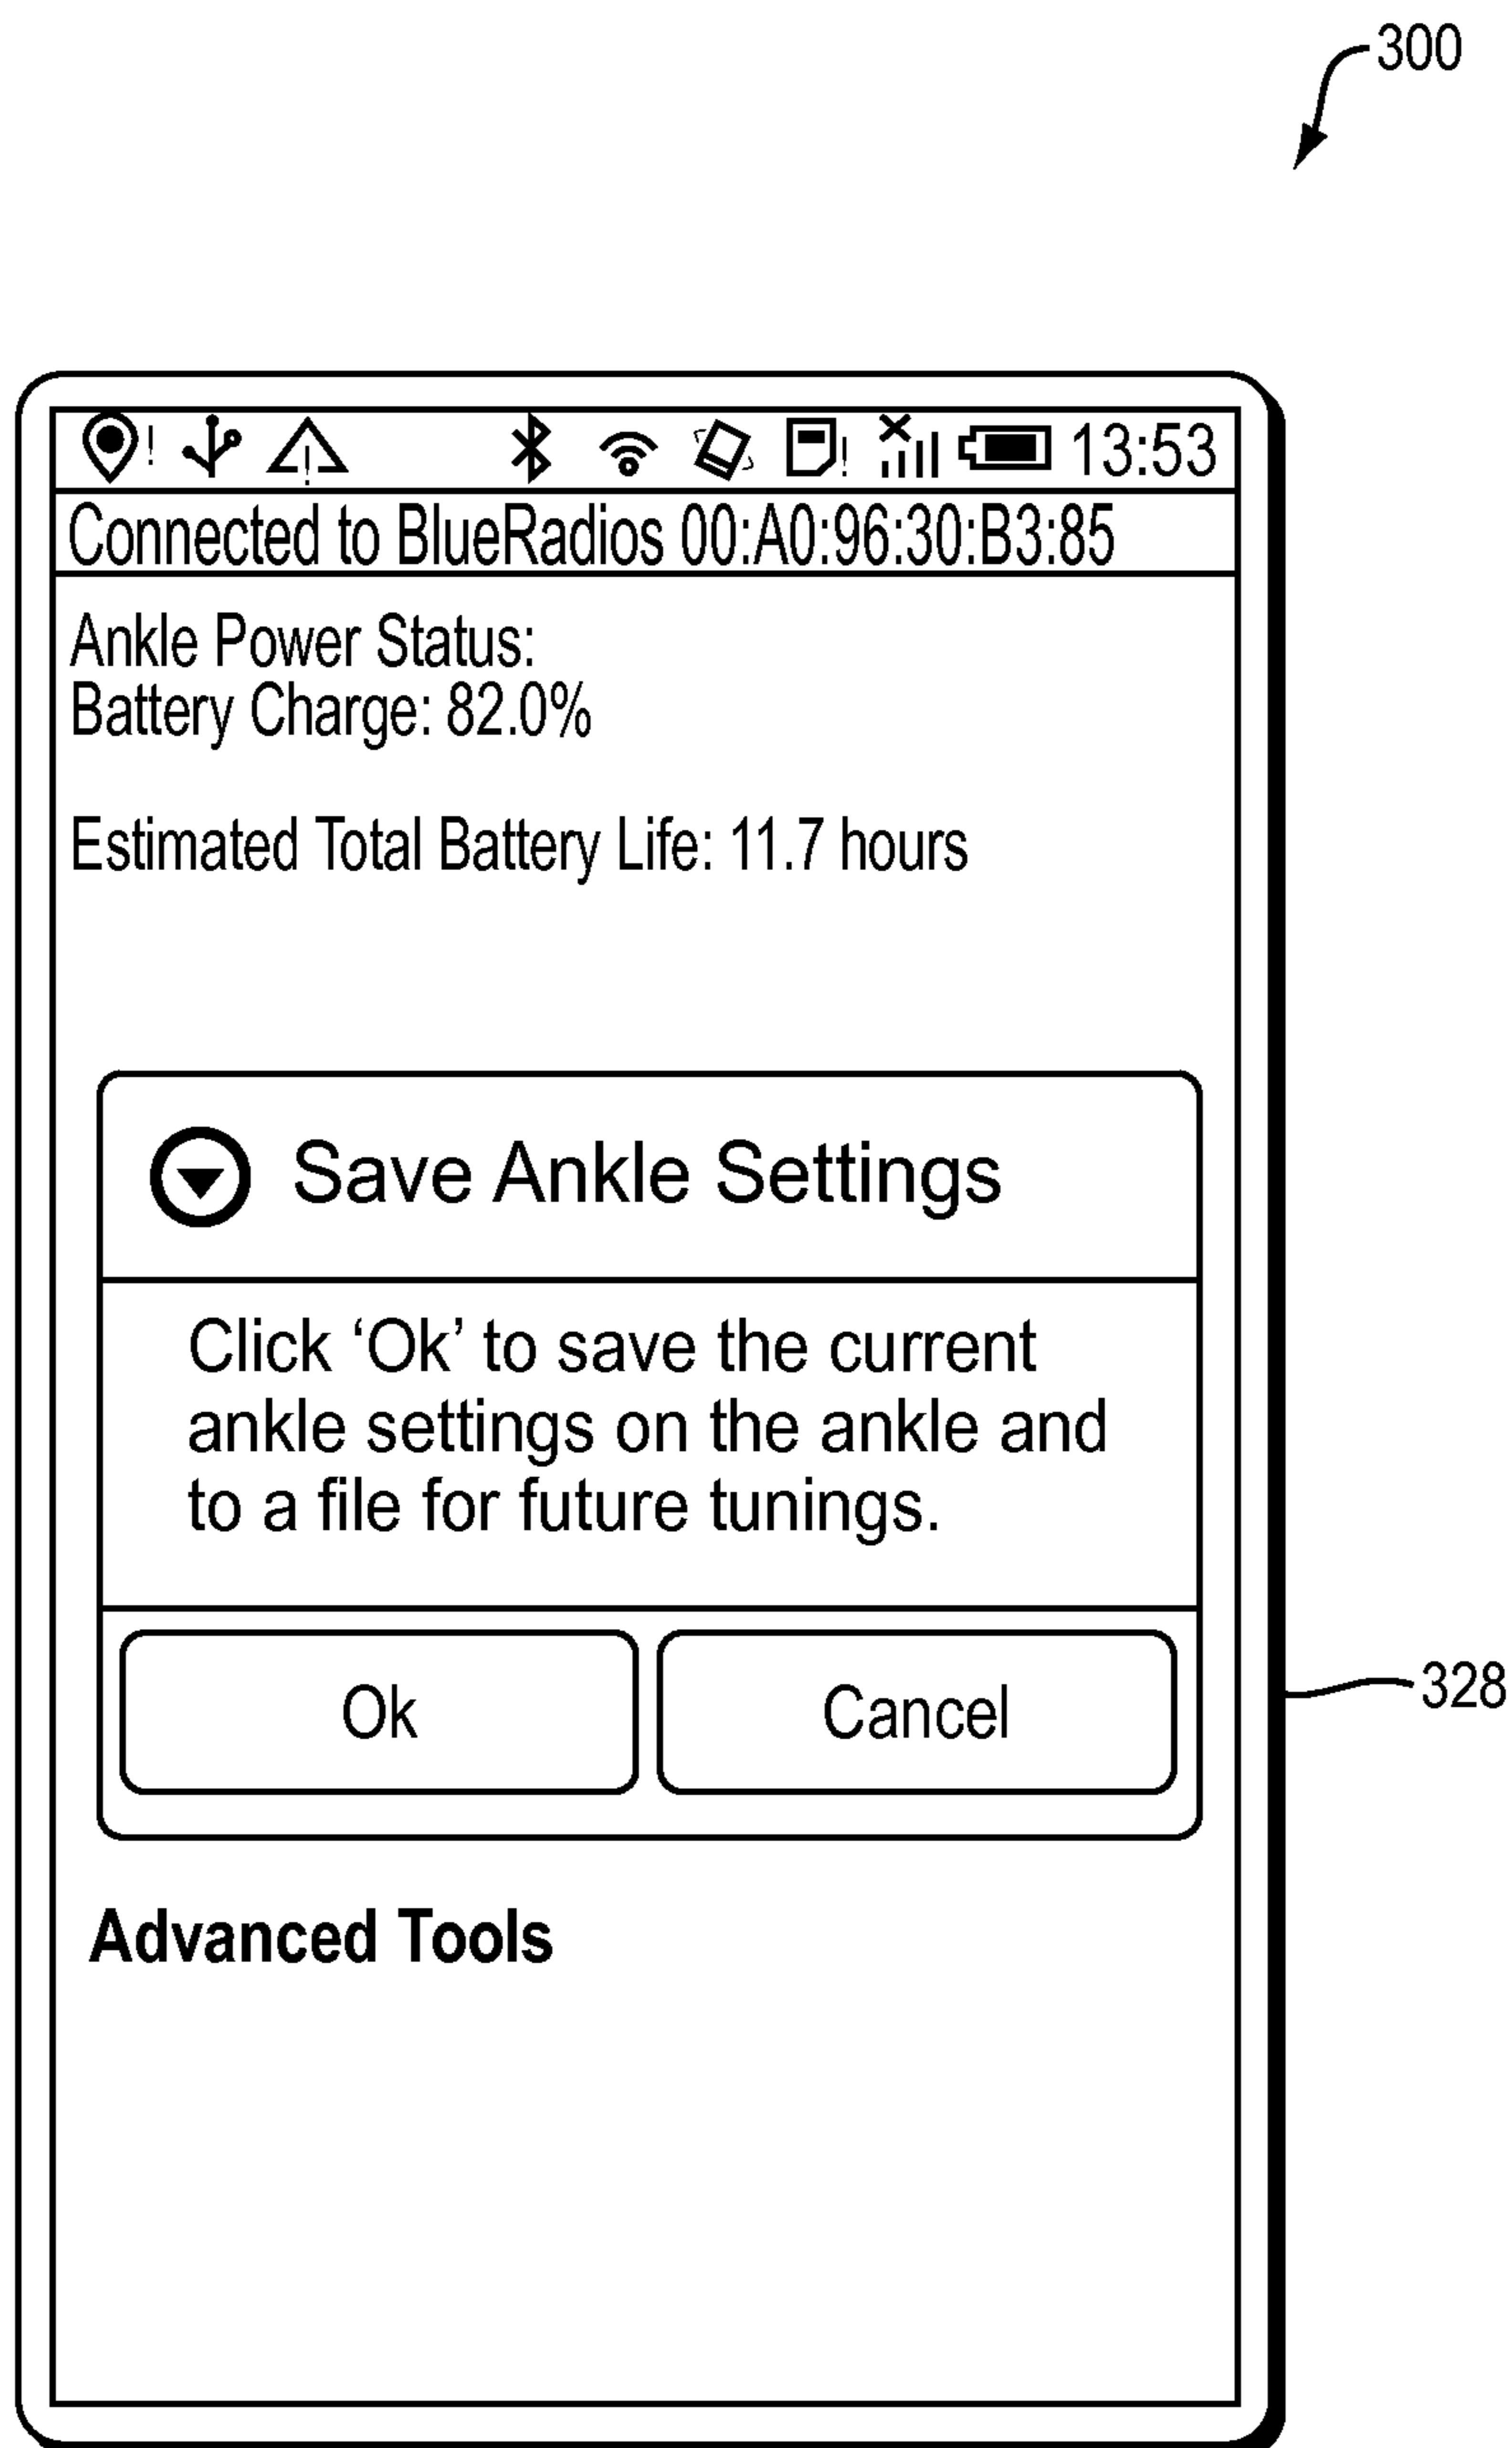 300
13:53
Connected to BlueRadios 00:A0:96:30:B3:85
Ankle Power Status:
Battery Charge: 82.0%
Estimated Total Battery Life: 11.7 hours
Save Ankle Settings
Click ‘Ok’ to save the current
ankle settings on the ankle and
to a file for future tunings.
Ok Cancel
328
Advanced Tools